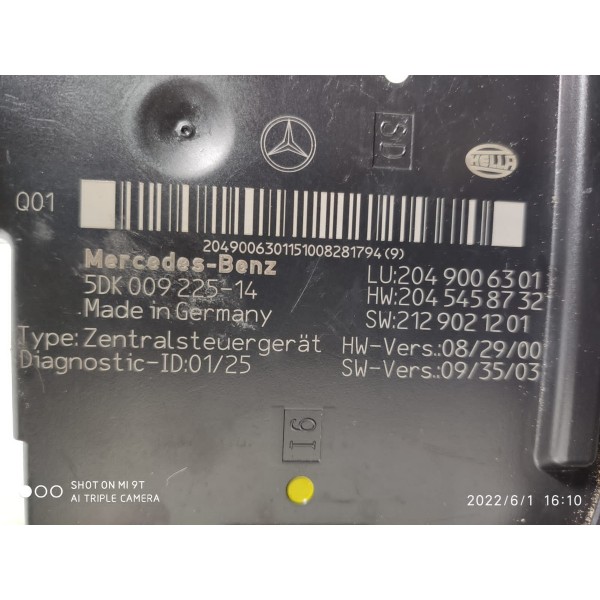 SD
HELLA
Q01
2049006301151008281794(9)
Mercedes-Benz
5DK 009 225-14
Made in Germany
LU:204 900 63 01
HW:204 545 87 32
SW:212 902 12 01
Type: Zentralsteuergerät HW-Vers.: 08/29/00
Diagnostic-ID:01/25 SW-Vers.: 09/35/03
I6
SHOT ON MI 9T
AI TRIPLE CAMERA
2022/6/1 16:10